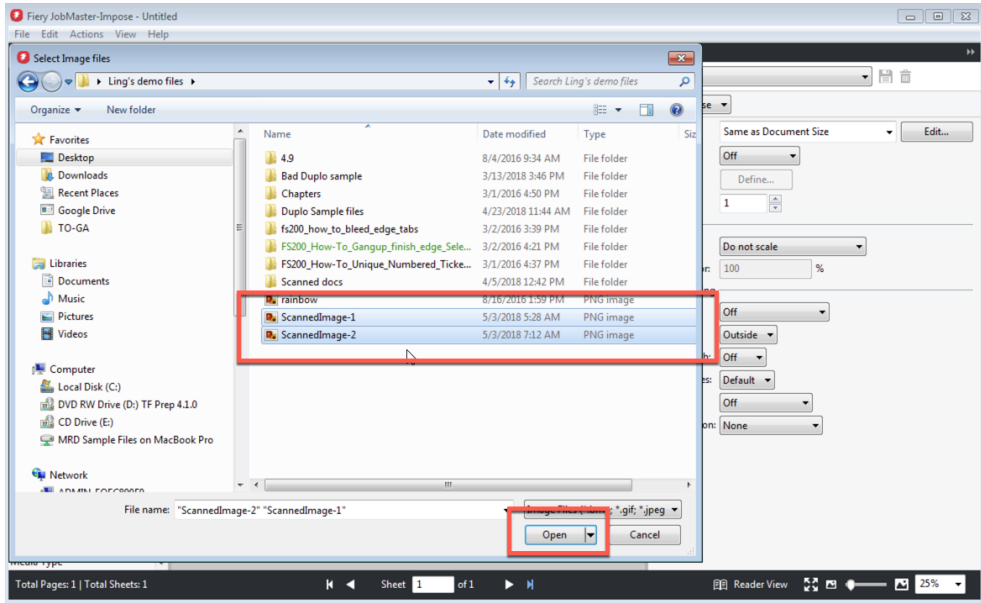 Fiery JobMaster-Impose - Untitled
File Edit Actions View Help
Select Image files
Ling's demo files
Search Ling's demo files
Organize New folder
Name Date modified Type Siz
Favorites
Desktop
Downloads
Recent Places
Google Drive
TO-GA
Libraries
Documents
Music
Pictures
Videos
Computer
Local Disk (C:)
DVD RW Drive (D:) TF Prep 4.1.0
CD Drive (E:)
MRD Sample Files on MacBook Pro
Network
4.9 8/4/2016 9:34 AM File folder
Bad Duplo sample 3/13/2018 3:46 PM File folder
Chapters 3/1/2016 4:50 PM File folder
Duplo Sample files 4/23/2018 11:44 AM File folder
fs200_how_to_bleed_edge_tabs 3/2/2016 3:39 PM File folder
FS200_How-To_Gangup_finish_edge_Sele... 3/2/2016 4:21 PM File folder
FS200_How-To_Unique_Numbered_Ticke... 3/1/2016 4:37 PM File folder
Scanned docs 4/5/2018 12:42 PM File folder
rainbow 8/16/2016 1:59 PM PNG image
ScannedImage-1 5/3/2018 5:28 AM PNG image
ScannedImage-2 5/3/2018 7:12 AM PNG image
File name: "ScannedImage-2" "ScannedImage-1"
*.gif; *.jpeg
Open Cancel
se
Same as Document Size Edit...
Off
Define...
1
Do not scale
or: 100 %
Off
Outside
h: Off
es: Default
Off
on: None
Media Type
Total Pages: 1 | Total Sheets: 1
Sheet 1 of 1
Reader View
25%